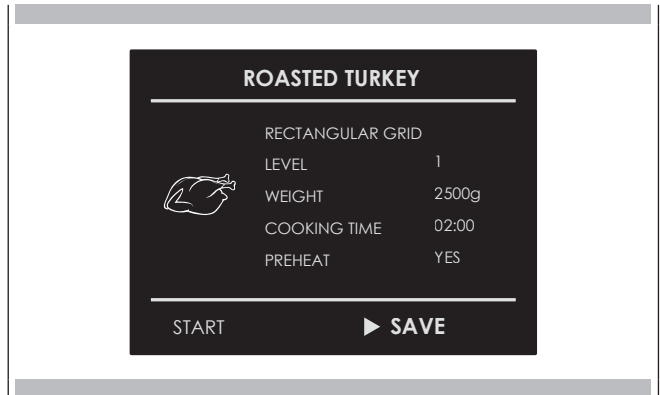 ROASTED TURKEY
RECTANGULAR GRID
LEVEL 1
WEIGHT 2500g
COOKING TIME 02:00
PREHEAT YES
START ▶ SAVE